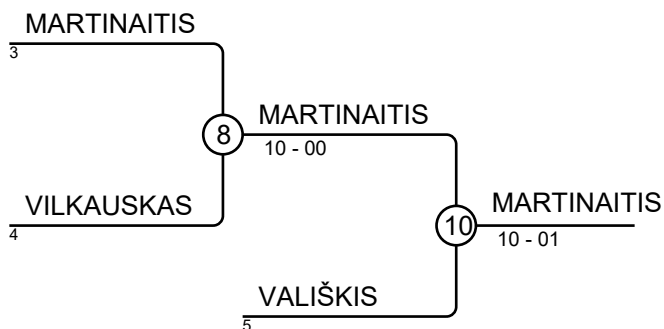 MARTINAITIS
3
8
MARTINAITIS
10 - 00
VILKAUSKAS
4
10
MARTINAITIS
10 - 01
VALIŠKIS
5